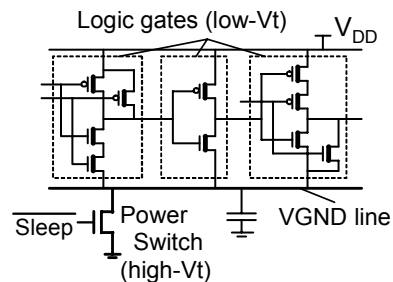 Logic gates (low-Vt)
VDD
Sleep
Power
Switch
(high-Vt)
VGND line